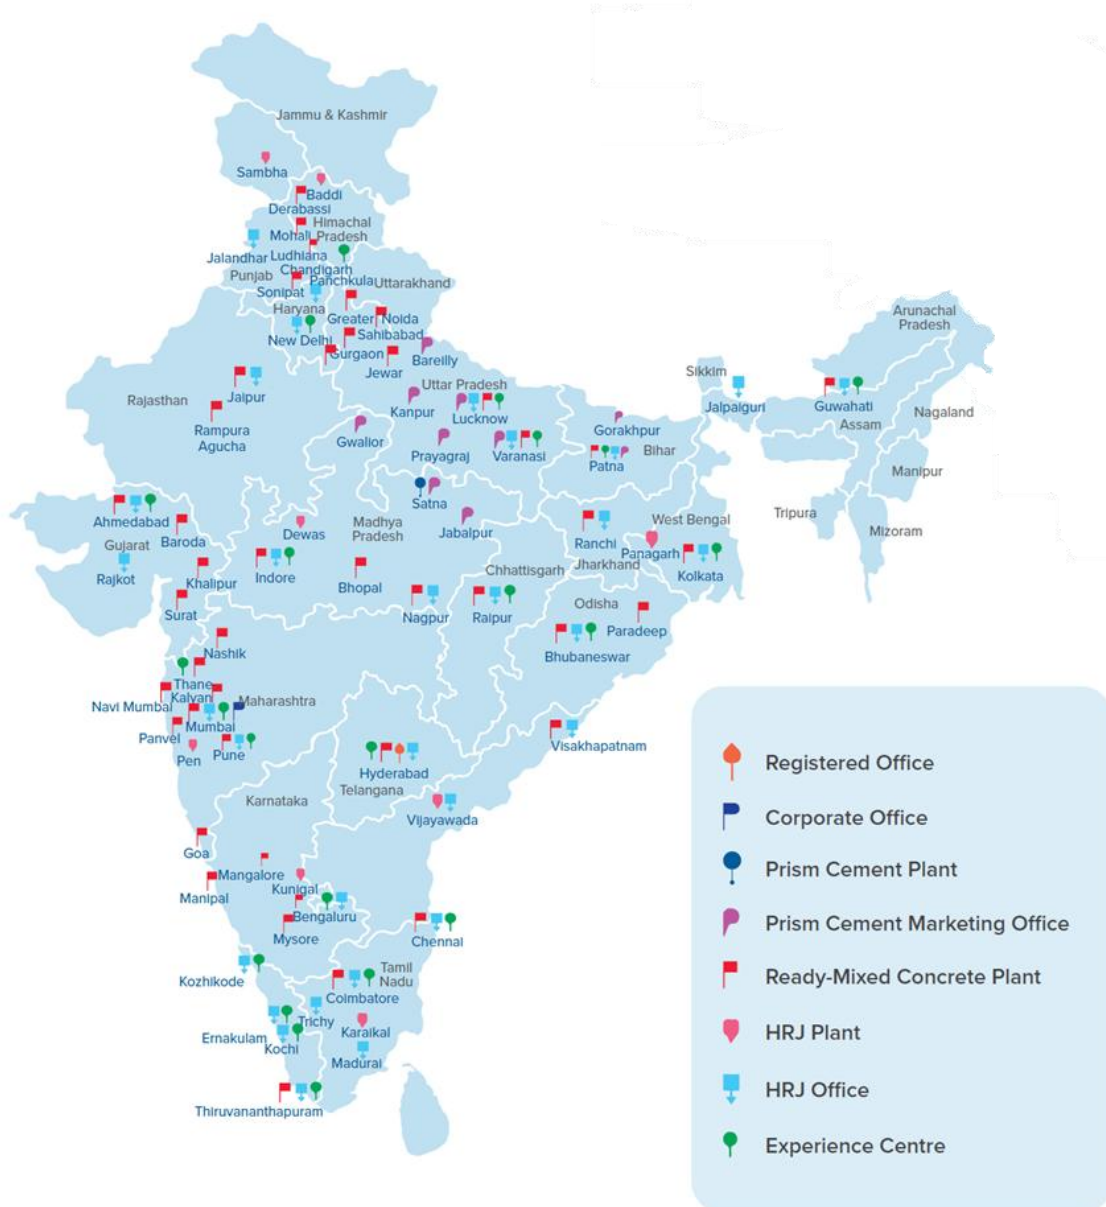 Jammu & Kashmir
Sambha
Baddi
Derabassi
Himachal
Pradesh
Mohali
Jalandhar
Ludhiana
Chandigarh
Punjab
Panchkula
Uttarakhand
Sonipat
Haryana
Greater Noida
New Delhi
Sahibabad
Gurgaon
Bareilly
Jewar
Arunachal
Pradesh
Sikkim
Jalpaiguri
Guwahati
Nagaland
Assam
Manipur
Tripura
Mizoram
Rajasthan
Jaipur
Rampura
Agucha
Uttar Pradesh
Kanpur
Lucknow
Gwalior
Prayagraj
Varanasi
Gorakhpur
Bihar
Patna
Satna
Ahmedabad
Baroda
Gujarat
Rajkot
Khalipur
Surat
Dewas
Madhya
Pradesh
Jabalpur
Indore
Bhopal
Ranchi
West Bengal
Panagarh
Kolkata
Chhattisgarh
Jharkhand
Nagpur
Raipur
Odisha
Paradeep
Bhubaneswar
Nashik
Thane
Kalyan
Maharashtra
Navi Mumbai
Mumbai
Panvel
Pen
Pune
Visakhapatnam
Hyderabad
Telangana
Karnataka
Vijayawada
Goa
Mangalore
Kunigal
Manipal
Bengaluru
Mysore
Chennal
Kozhikode
Tamil
Nadu
Coimbatore
Trichy
Karaikal
Ernakulam
Kochi
Madurai
Thiruvananthapuram
Registered Office
Corporate Office
Prism Cement Plant
Prism Cement Marketing Office
Ready-Mixed Concrete Plant
HRJ Plant
HRJ Office
Experience Centre